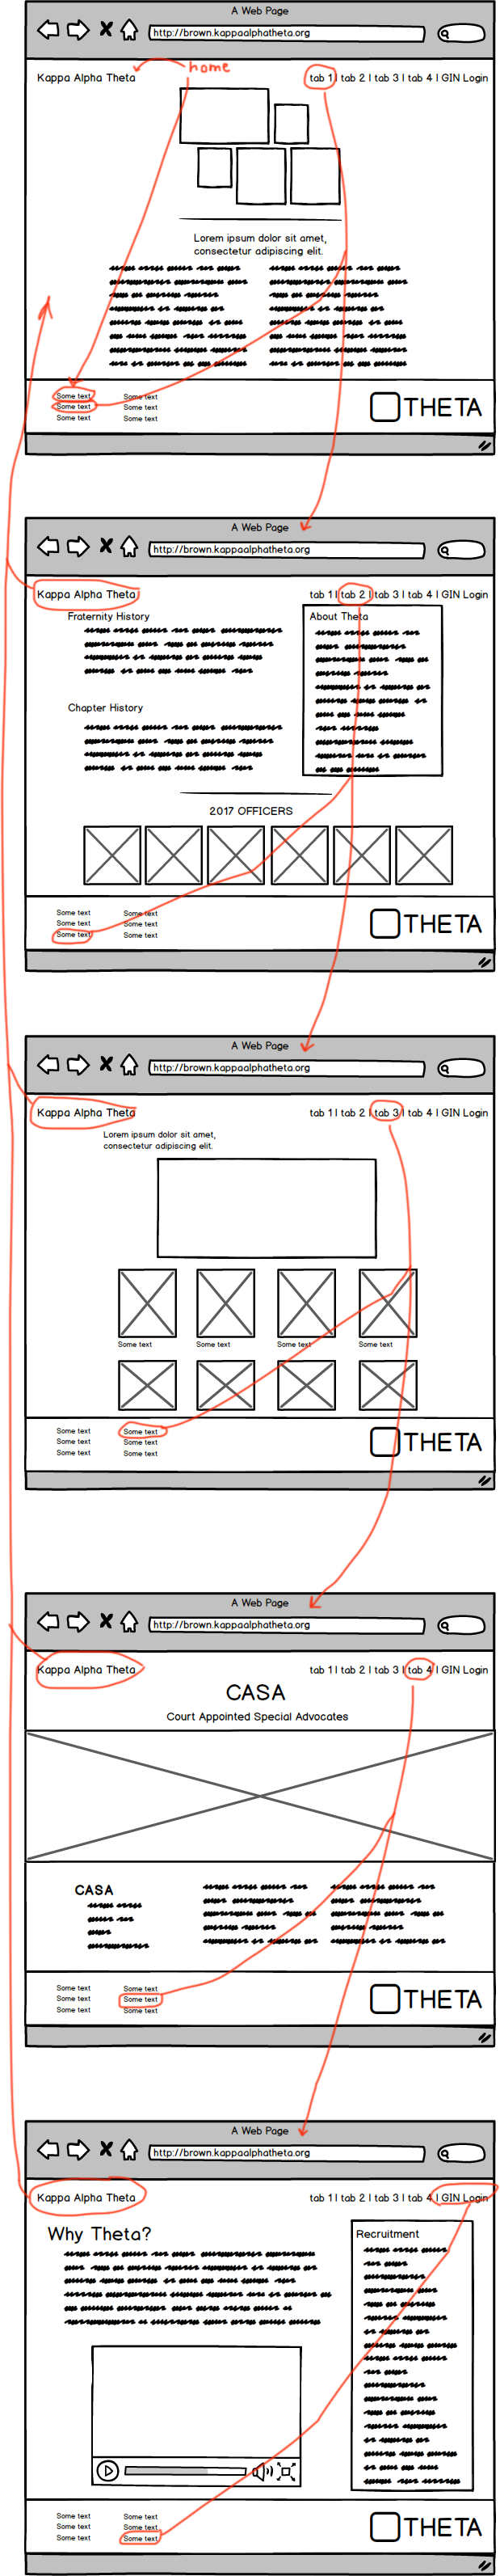 A Web Page
http://brown.kappaalphatheta.org
home
Kappa Alpha Theta
tab 1 | tab 2 | tab 3 | tab 4 | GIN Login
Lorem ipsum dolor sit amet,
consectetur adipiscing elit.
Some text Some text
Some text Some text
Some text Some text
THETA
A Web Page
http://brown.kappaalphatheta.org
Kappa Alpha Theta
tab 1 | tab 2 | tab 3 | tab 4 | GIN Login
Fraternity History
About Theta
Chapter History
2017 OFFICERS
Some text Some text
Some text Some text
Some text Some text
THETA
A Web Page
http://brown.kappaalphatheta.org
Kappa Alpha Theta
tab 1 | tab 2 | tab 3 | tab 4 | GIN Login
Lorem ipsum dolor sit amet,
consectetur adipiscing elit.
Some text Some text Some text Some text
Some text Some text
Some text Some text
Some text Some text
THETA
A Web Page
http://brown.kappaalphatheta.org
Kappa Alpha Theta
tab 1 | tab 2 | tab 3 | tab 4 | GIN Login
CASA
Court Appointed Special Advocates
CASA
Some text Some text
Some text Some text
Some text Some text
THETA
A Web Page
http://brown.kappaalphatheta.org
Kappa Alpha Theta
tab 1 | tab 2 | tab 3 | tab 4 | GIN Login
Why Theta?
Recruitment
Some text Some text
Some text Some text
Some text Some text
THETA